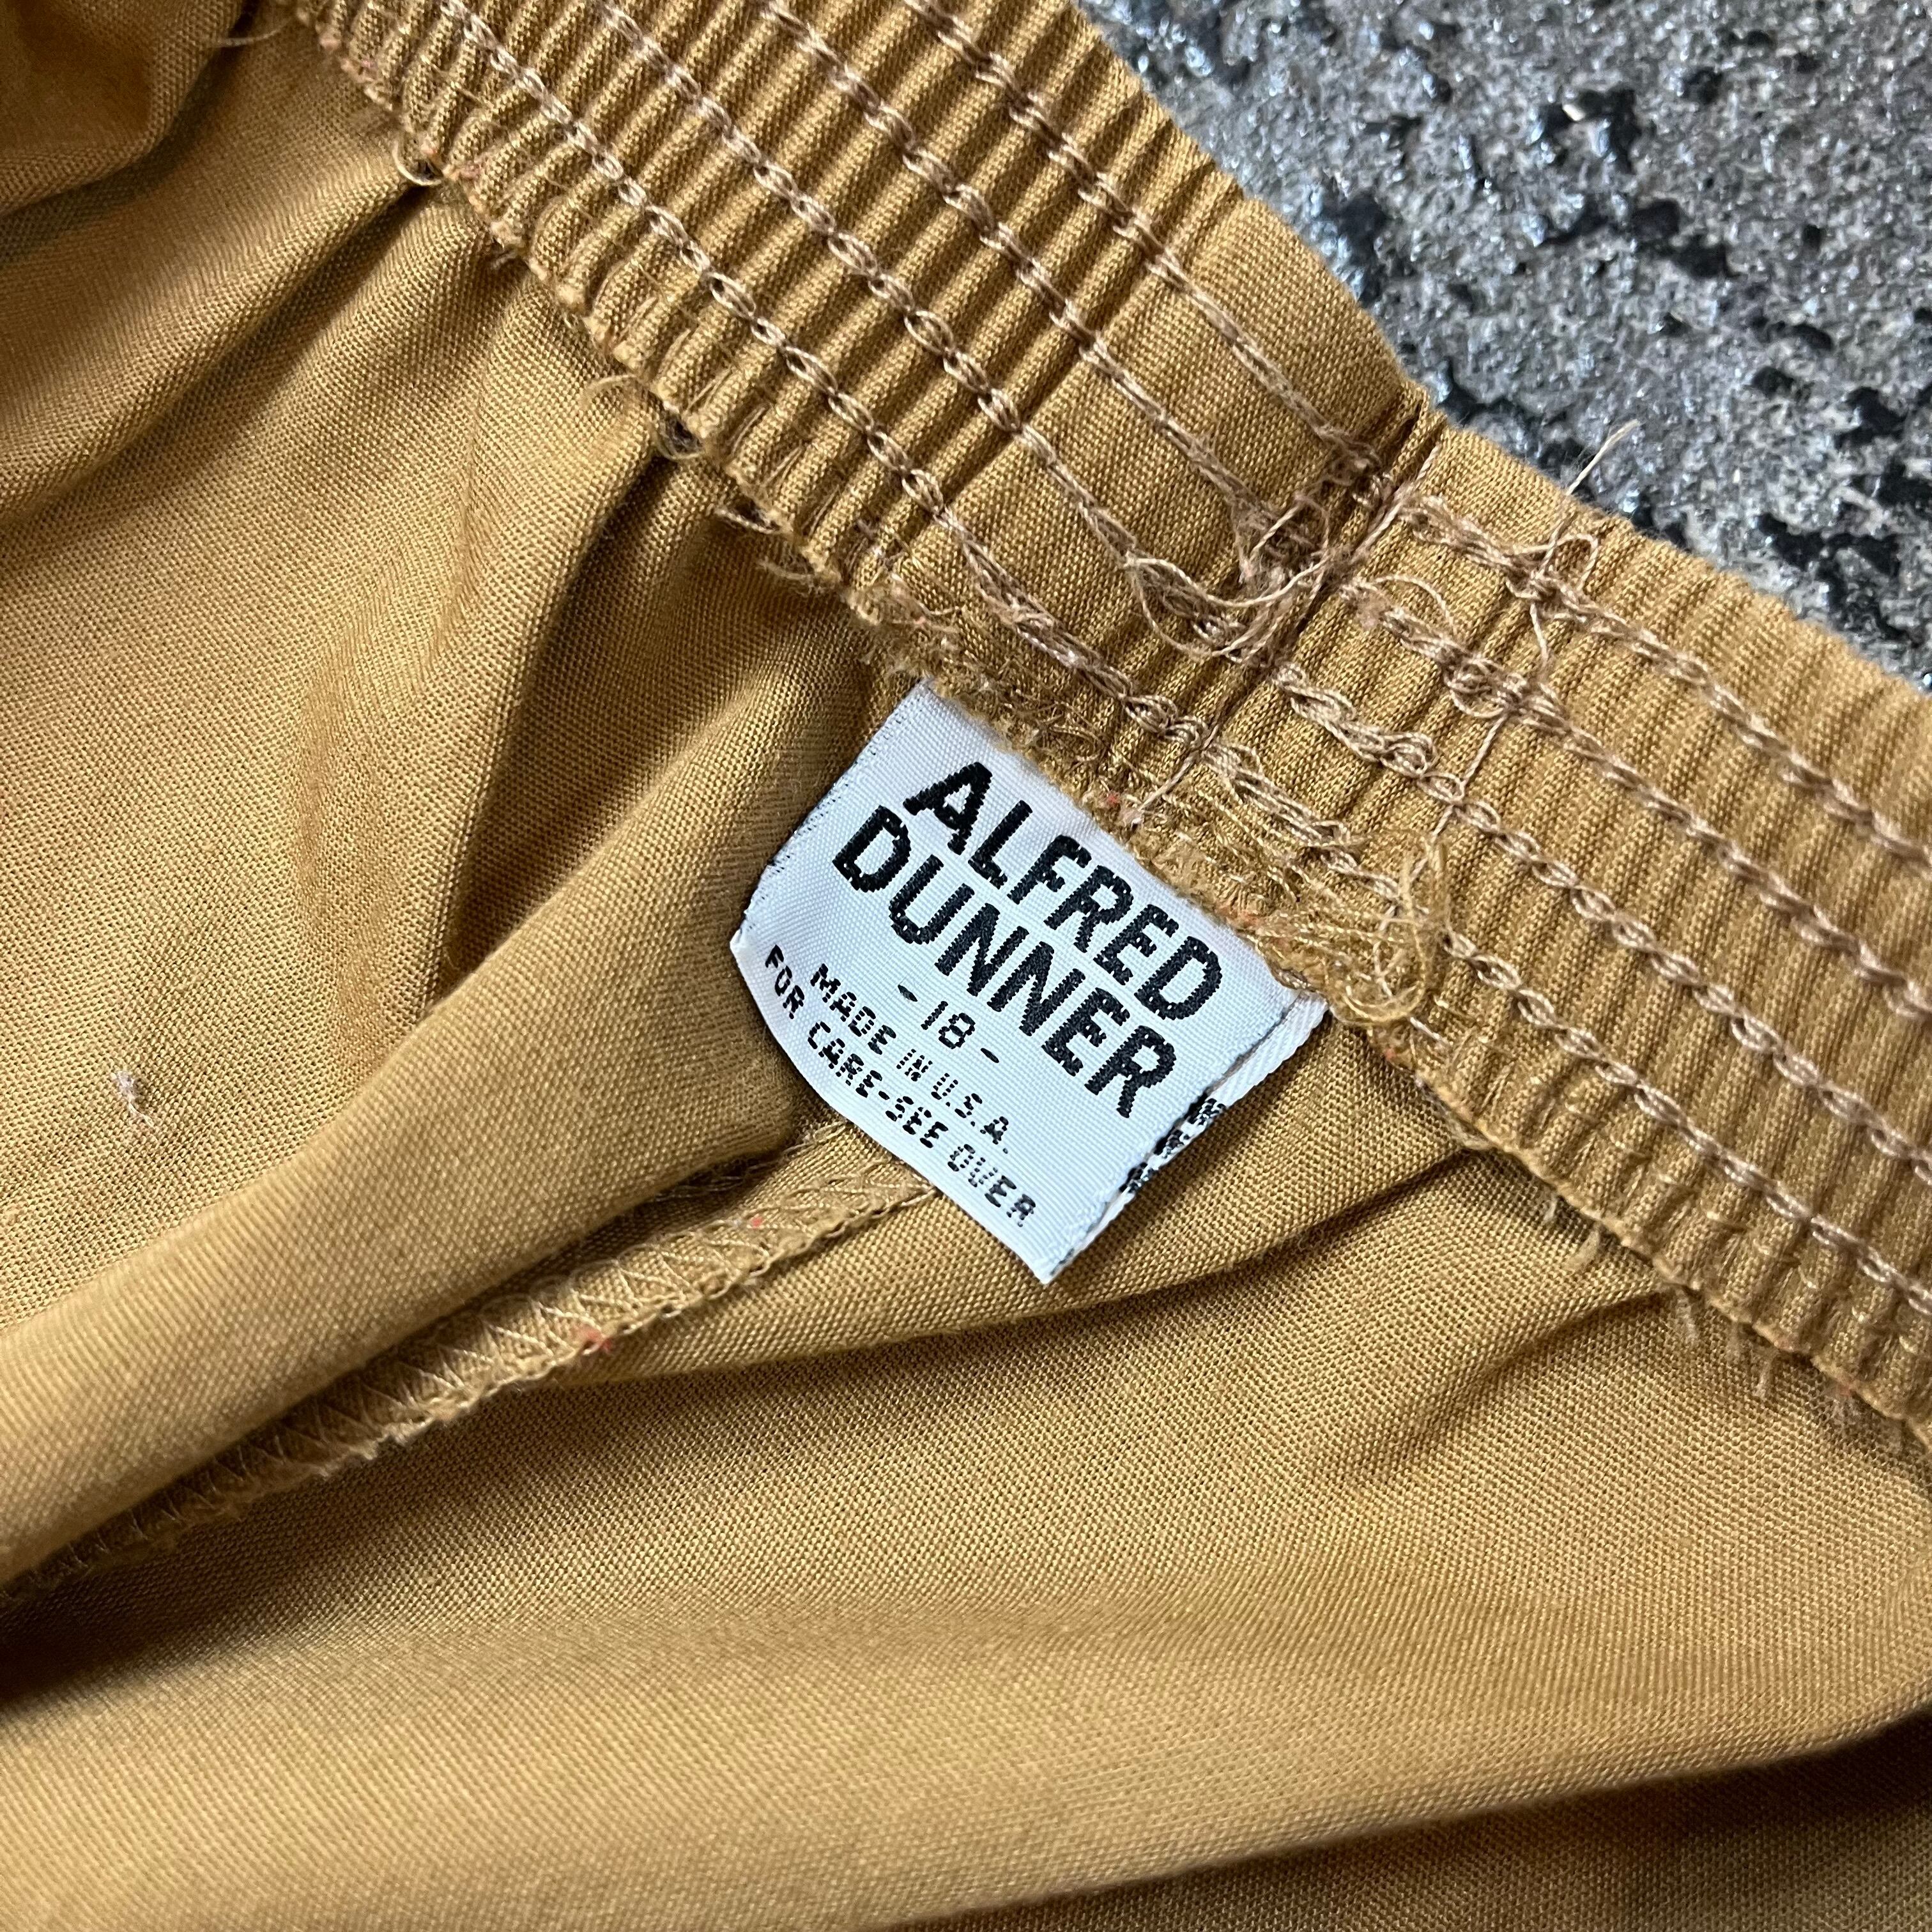 ALFRED
DUNNER
-18-
MADE IN U.S.A.
FOR CARE-SEE OVER